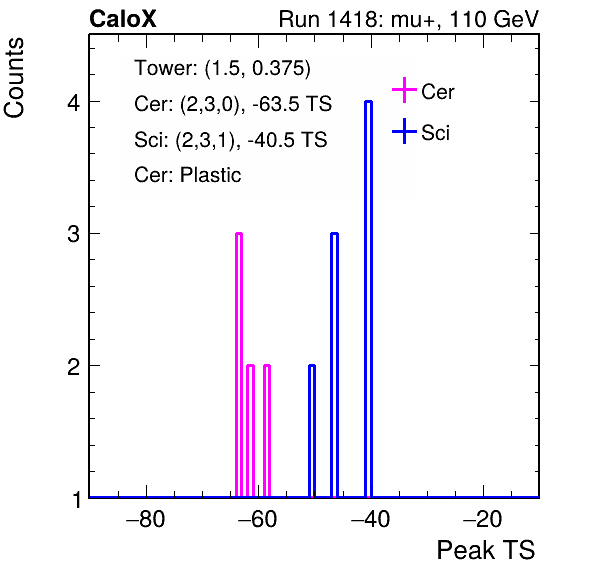 CaloX Run 1418: mu+, 110 GeV
Counts
Tower: (1.5, 0.375)
Cer: (2,3,0), -63.5 TS
Sci: (2,3,1), -40.5 TS
Cer: Plastic
Cer
Sci
4
3
2
1
−80 −60 −40 −20
Peak TS